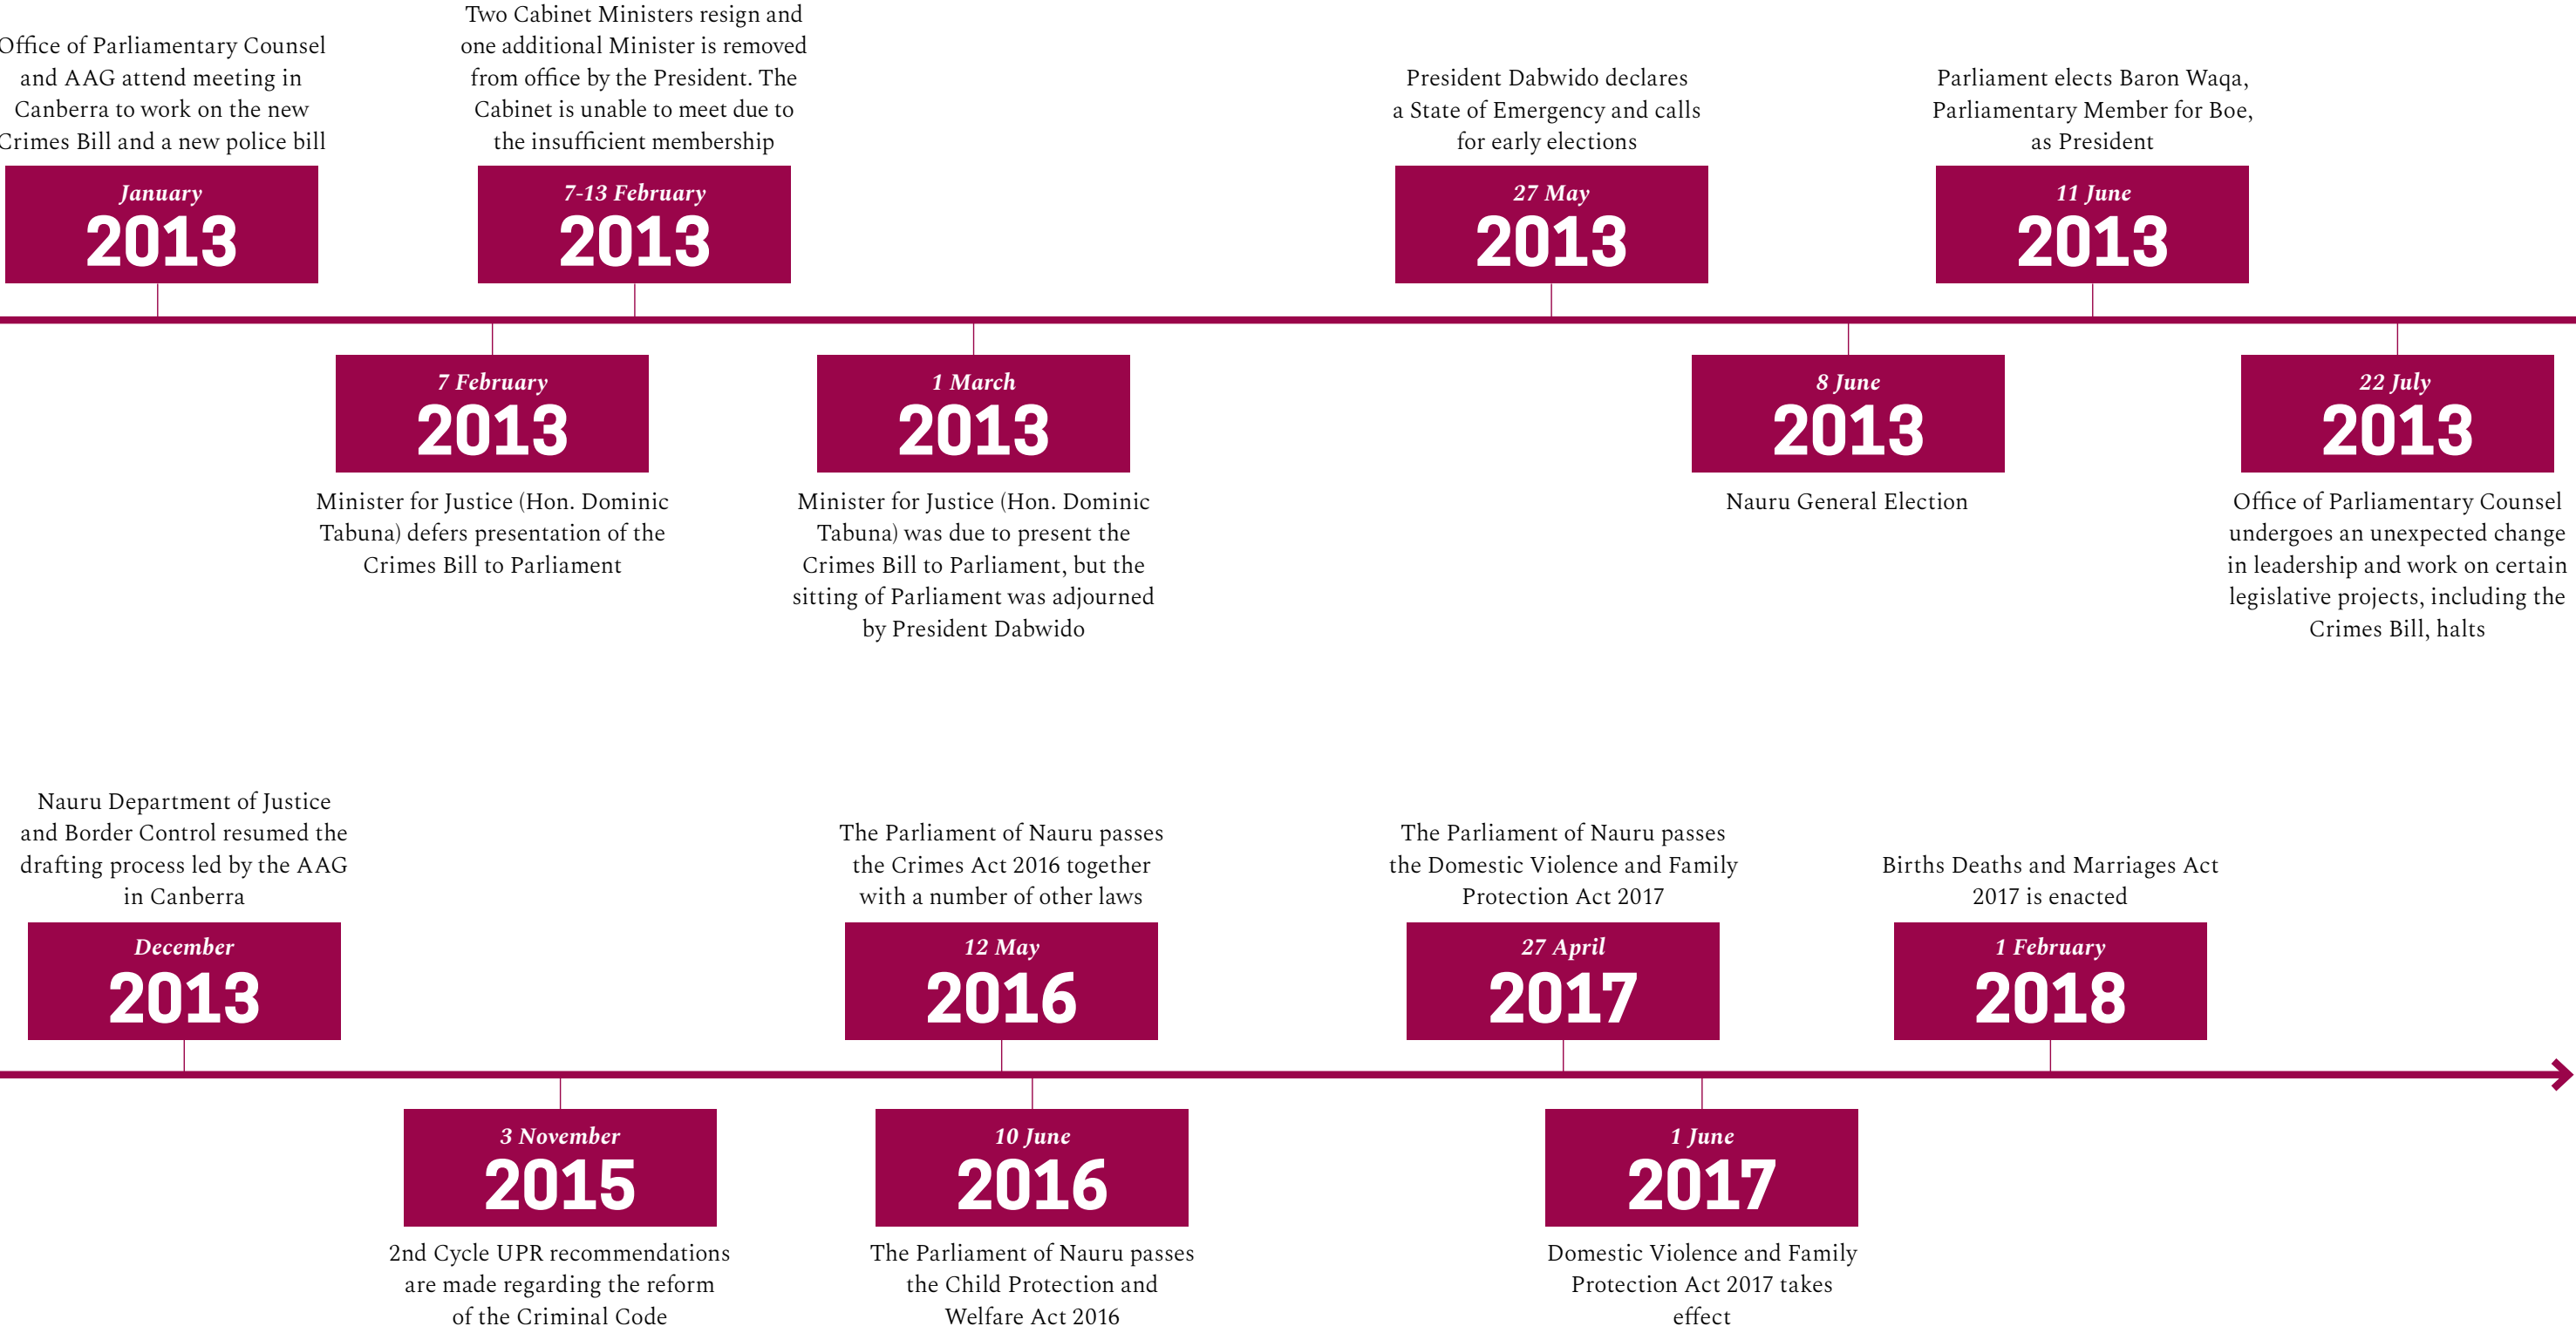 Office of Parliamentary Counsel
and AAG attend meeting in
Canberra to work on the new
Crimes Bill and a new police bill
January
2013
7 February
2013
Minister for Justice (Hon. Dominic
Tabuna) defers presentation of the
Crimes Bill to Parliament
Two Cabinet Ministers resign and
one additional Minister is removed
from office by the President. The
Cabinet is unable to meet due to
the insufficient membership
7-13 February
2013
1 March
2013
Minister for Justice (Hon. Dominic
Tabuna) was due to present the
Crimes Bill to Parliament, but the
sitting of Parliament was adjourned
by President Dabwido
President Dabwido declares
a State of Emergency and calls
for early elections
27 May
2013
8 June
2013
Nauru General Election
Parliament elects Baron Waqa,
Parliamentary Member for Boe,
as President
11 June
2013
22 July
2013
Office of Parliamentary Counsel
undergoes an unexpected change
in leadership and work on certain
legislative projects, including the
Crimes Bill, halts
Nauru Department of Justice
and Border Control resumed the
drafting process led by the AAG
in Canberra
December
2013
3 November
2015
2nd Cycle UPR recommendations
are made regarding the reform
of the Criminal Code
The Parliament of Nauru passes
the Crimes Act 2016 together
with a number of other laws
12 May
2016
10 June
2016
The Parliament of Nauru passes
the Child Protection and
Welfare Act 2016
The Parliament of Nauru passes
the Domestic Violence and Family
Protection Act 2017
27 April
2017
1 June
2017
Domestic Violence and Family
Protection Act 2017 takes
effect
Births Deaths and Marriages Act
2017 is enacted
1 February
2018